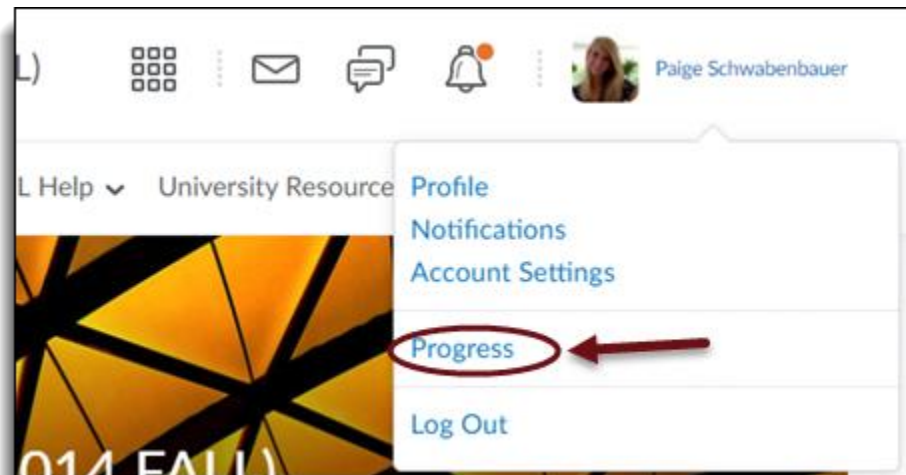 L)
Paige Schwabenbauer
L Help University Resource
Profile
Notifications
Account Settings
Progress
Log Out
014 FALL)